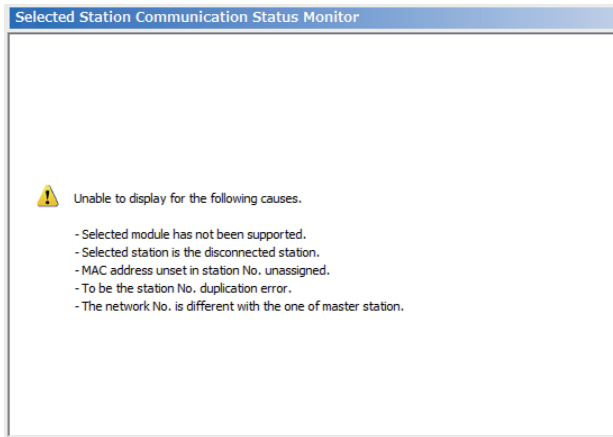 Selected Station Communication Status Monitor
Unable to display for the following causes.
- Selected module has not been supported.
- Selected station is the disconnected station.
- MAC address unset in station No. unassigned.
- To be the station No. duplication error.
- The network No. is different with the one of master station.